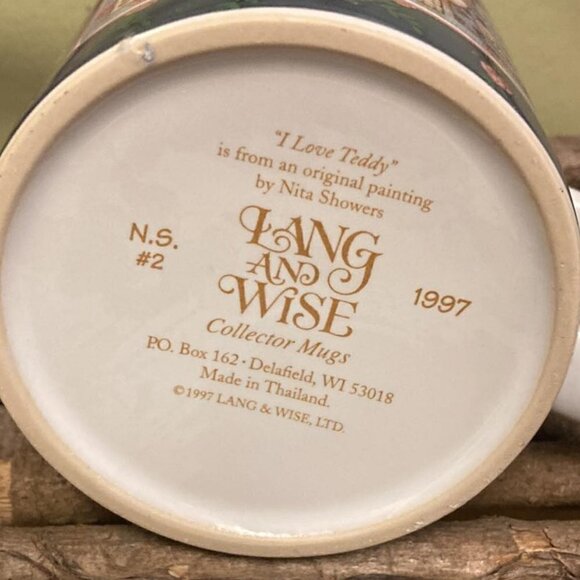 "I Love Teddy"
is from an original painting
by Nita Showers
N.S.
#2
LANG
AND
WISE
1997
Collector Mugs
P.O. Box 162 · Delafield, WI 53018
Made in Thailand.
©1997 LANG & WISE, LTD.